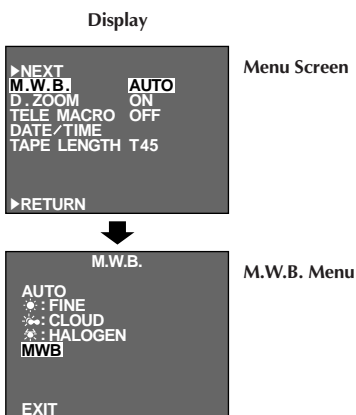 Display
Menu Screen
▶NEXT
M.W.B. AUTO
D.ZOOM ON
TELE MACRO OFF
DATE/TIME
TAPE LENGTH T45
▶RETURN
M.W.B. Menu
M.W.B.
AUTO
: FINE
: CLOUD
: HALOGEN
MWB
EXIT